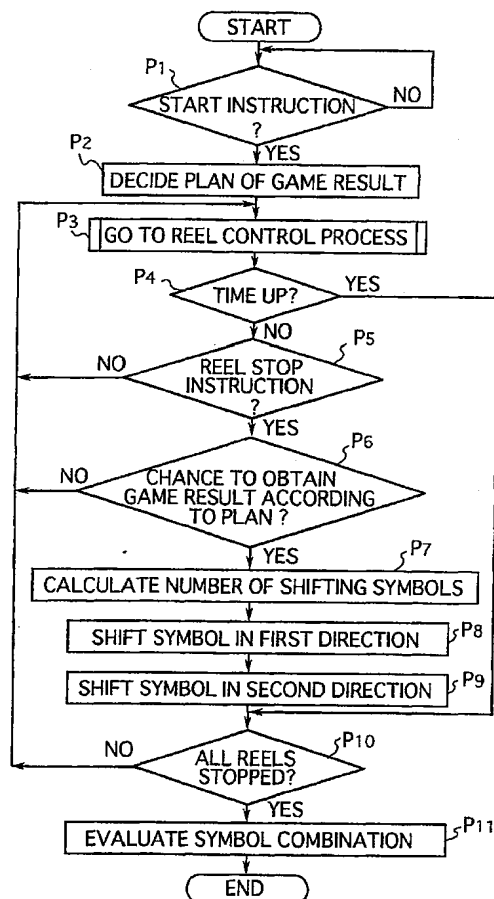 START
P1
START INSTRUCTION
?
NO
YES
P2
DECIDE PLAN OF GAME RESULT
P3
GO TO REEL CONTROL PROCESS
P4
TIME UP?
YES
NO
P5
REEL STOP
INSTRUCTION
?
NO
YES
P6
CHANCE TO OBTAIN
GAME RESULT ACCORDING
TO PLAN ?
NO
YES
P7
CALCULATE NUMBER OF SHIFTING SYMBOLS
SHIFT SYMBOL IN FIRST DIRECTION
P8
SHIFT SYMBOL IN SECOND DIRECTION
P9
NO
ALL REELS
STOPPED?
P10
YES
EVALUATE SYMBOL COMBINATION
P11
END